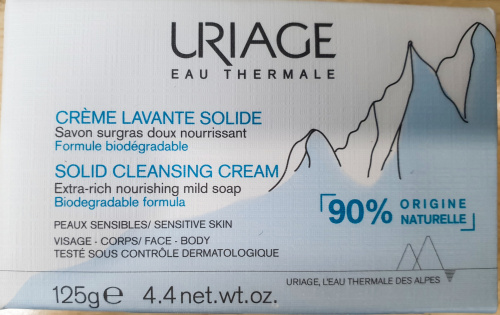 URIAGE
EAU THERMALE
CRÈME LAVANTE SOLIDE
Savon surgras doux nourrissant
Formule biodégradable
SOLID CLEANSING CREAM
Extra-rich nourishing mild soap
Biodegradable formula
90% ORIGINE
NATURELLE
PEAUX SENSIBLES/ SENSITIVE SKIN
VISAGE - CORPS/ FACE - BODY
TESTÉ SOUS CONTRÔLE DERMATOLOGIQUE
URIAGE, L'EAU THERMALE DES ALPES
125g e 4.4 net.wt.oz.